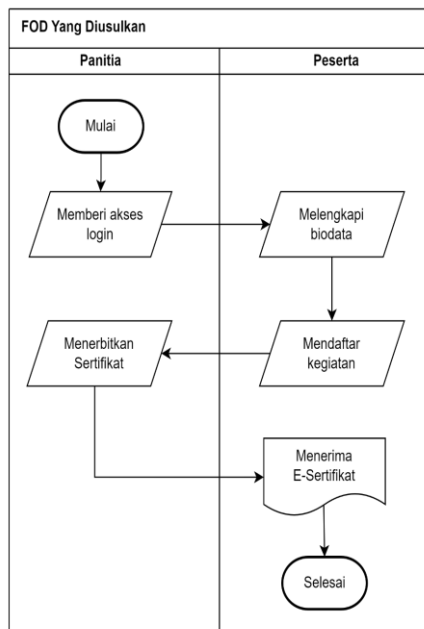 FOD Yang Diusulkan
Panitia
Peserta
Mulai
Memberi akses
login
Melengkapi
biodata
Menerbitkan
Sertifikat
Mendaftar
kegiatan
Menerima
E-Sertifikat
Selesai